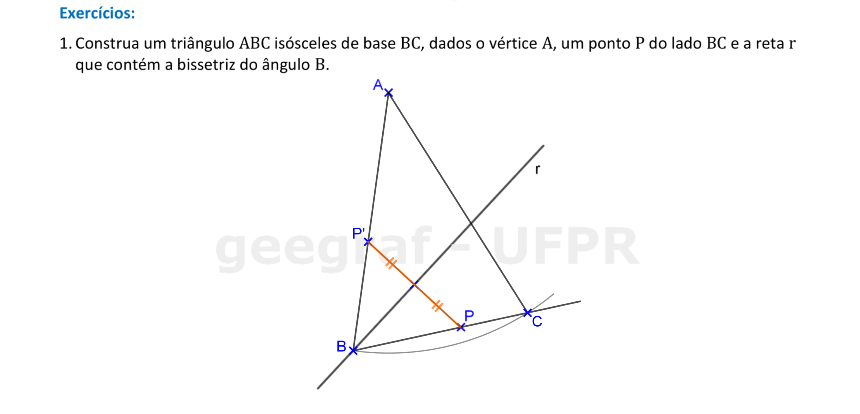 Exercícios:
1. Construa um triângulo ABC isósceles de base BC, dados o vértice A, um ponto P do lado BC e a reta r
que contém a bissetriz do ângulo B.
A
r
P'
geegraf - UFPR
P
C
B